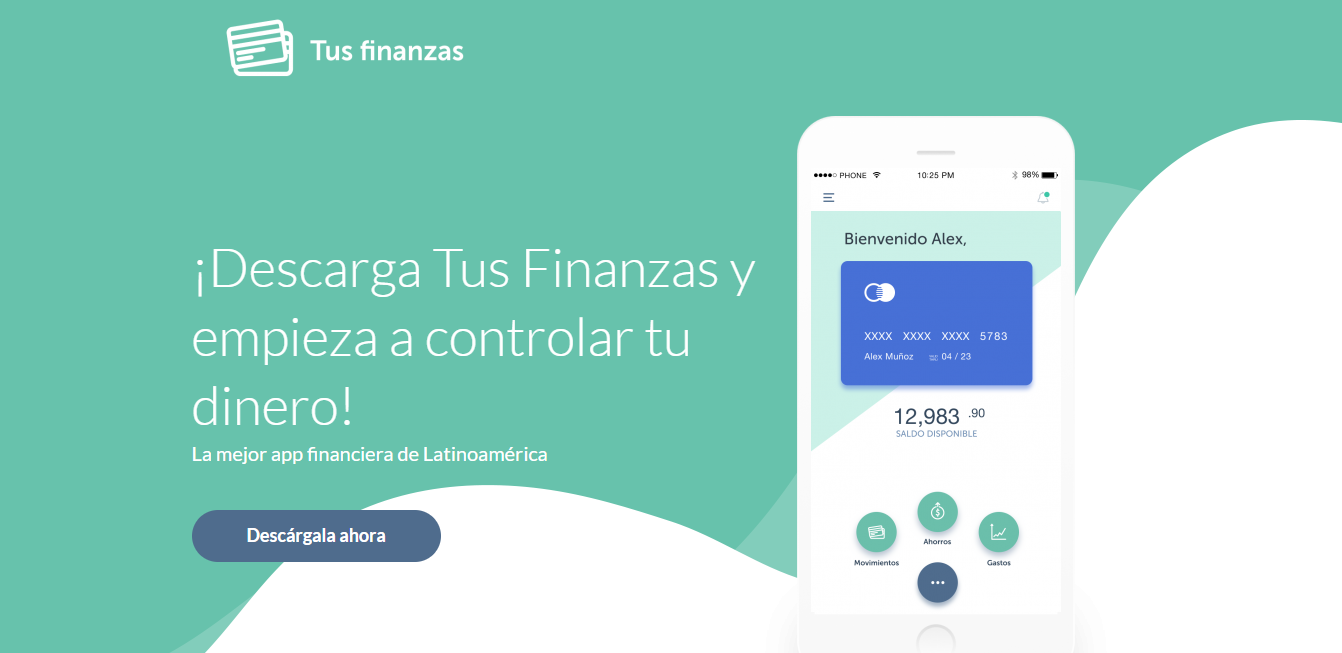 Tus finanzas
¡Descarga Tus Finanzas y
empieza a controlar tu
dinero!
La mejor app financiera de Latinoamérica
Descárgala ahora
PHONE 10:25 PM 98%
Bienvenido Alex,
XXXX XXXX XXXX 5783
Alex Muñoz 04 / 23
12,983 .90
SALDO DISPONIBLE
Ahorros
Movimientos Gastos